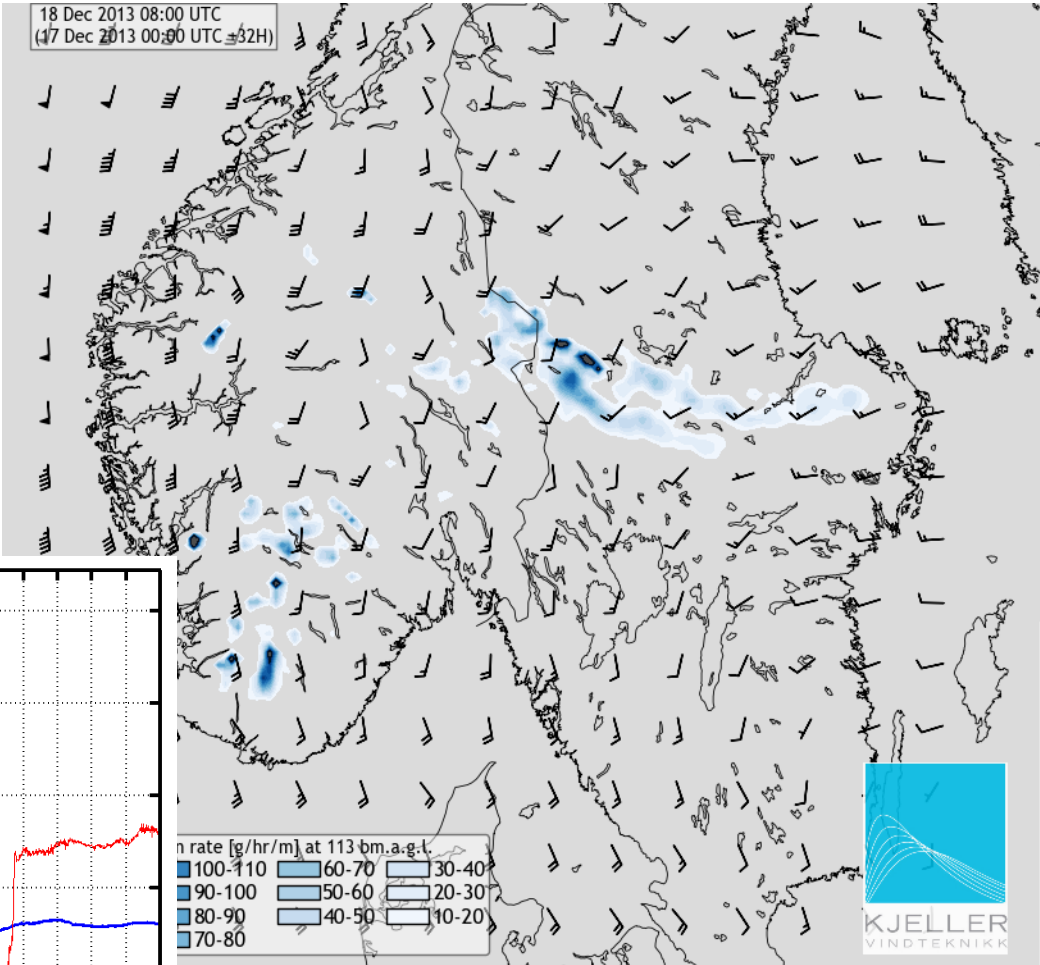 18 Dec 2013 08:00 UTC
(17 Dec 2013 00:00 UTC +32H)
n rate [g/hr/m] at 113 bm.a.g.l.
100-110 60-70 30-40
90-100 50-60 20-30
80-90 40-50 10-20
70-80
KJELLER
VINDTEKNIKK